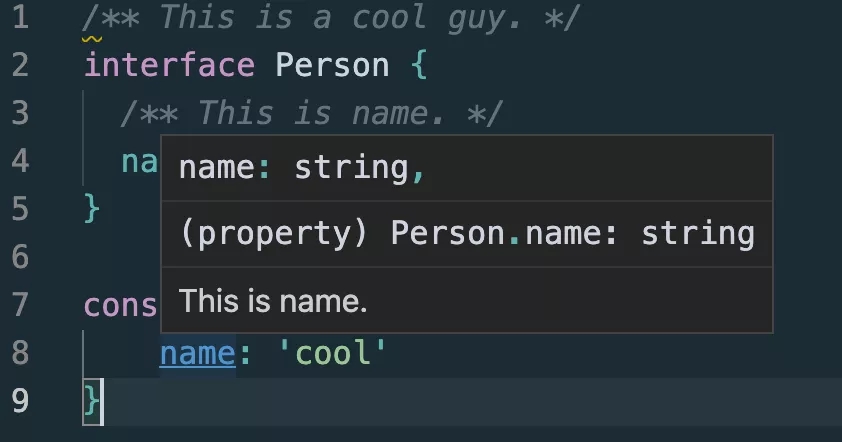 1 /** This is a cool guy. */
2 interface Person {
3 /** This is name. */
4 na
name: string,
5 }
(property) Person.name: string
6
7 cons
This is name.
8 name: 'cool'
9 }